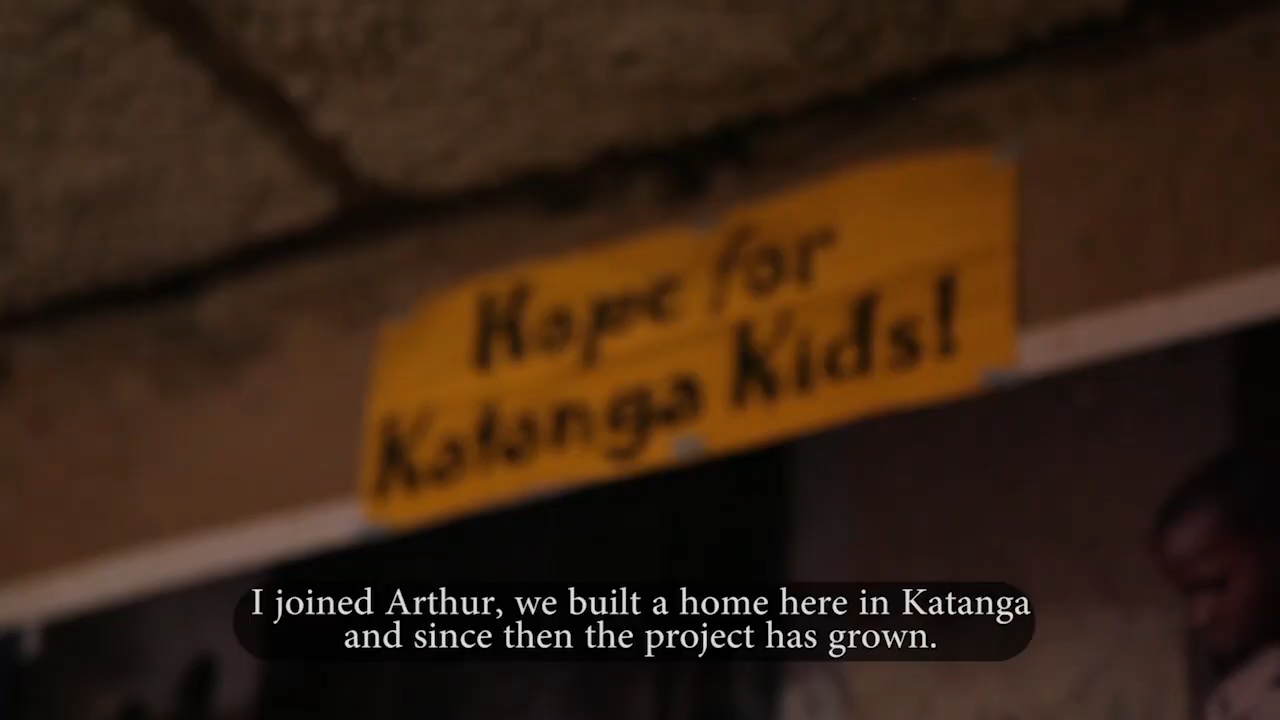 Hope for
Katanga Kids!
I joined Arthur, we built a home here in Katanga
and since then the project has grown.